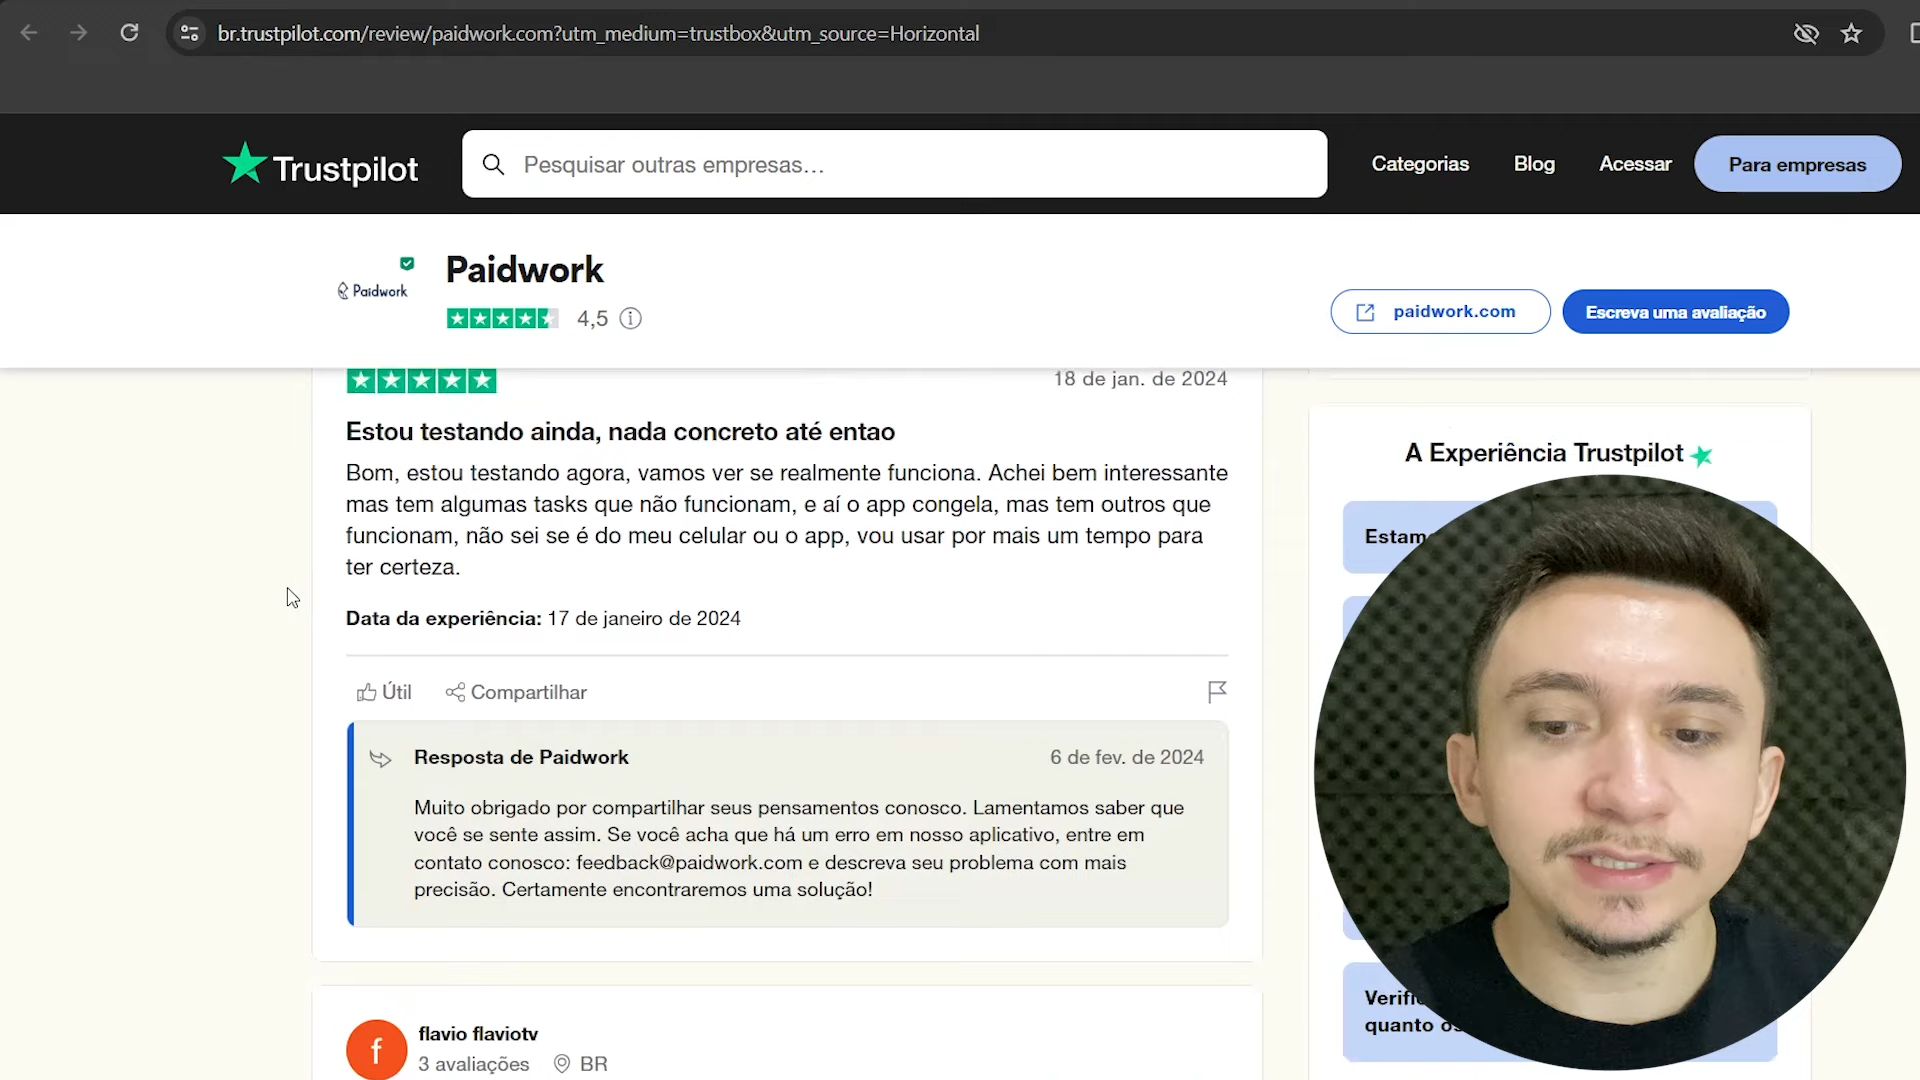 br.trustpilot.com/review/paidwork.com?utm_medium=trustbox&utm_source=Horizontal
Trustpilot
Pesquisar outras empresas...
Categorias
Blog
Acessar
Para empresas
Paidwork
Paidwork
4,5
paidwork.com
Escreva uma avaliação
18 de jan. de 2024
Estou testando ainda, nada concreto até entao
Bom, estou testando agora, vamos ver se realmente funciona. Achei bem interessante
mas tem algumas tasks que não funcionam, e aí o app congela, mas tem outros que
funcionam, não sei se é do meu celular ou o app, vou usar por mais um tempo para
ter certeza.
Data da experiência: 17 de janeiro de 2024
Útil
Compartilhar
Resposta de Paidwork
6 de fev. de 2024
Muito obrigado por compartilhar seus pensamentos conosco. Lamentamos saber que
você se sente assim. Se você acha que há um erro em nosso aplicativo, entre em
contato conosco: feedback@paidwork.com e descreva seu problema com mais
precisão. Certamente encontraremos uma solução!
f
flavio flaviotv
3 avaliações
BR
A Experiência Trustpilot
quanto